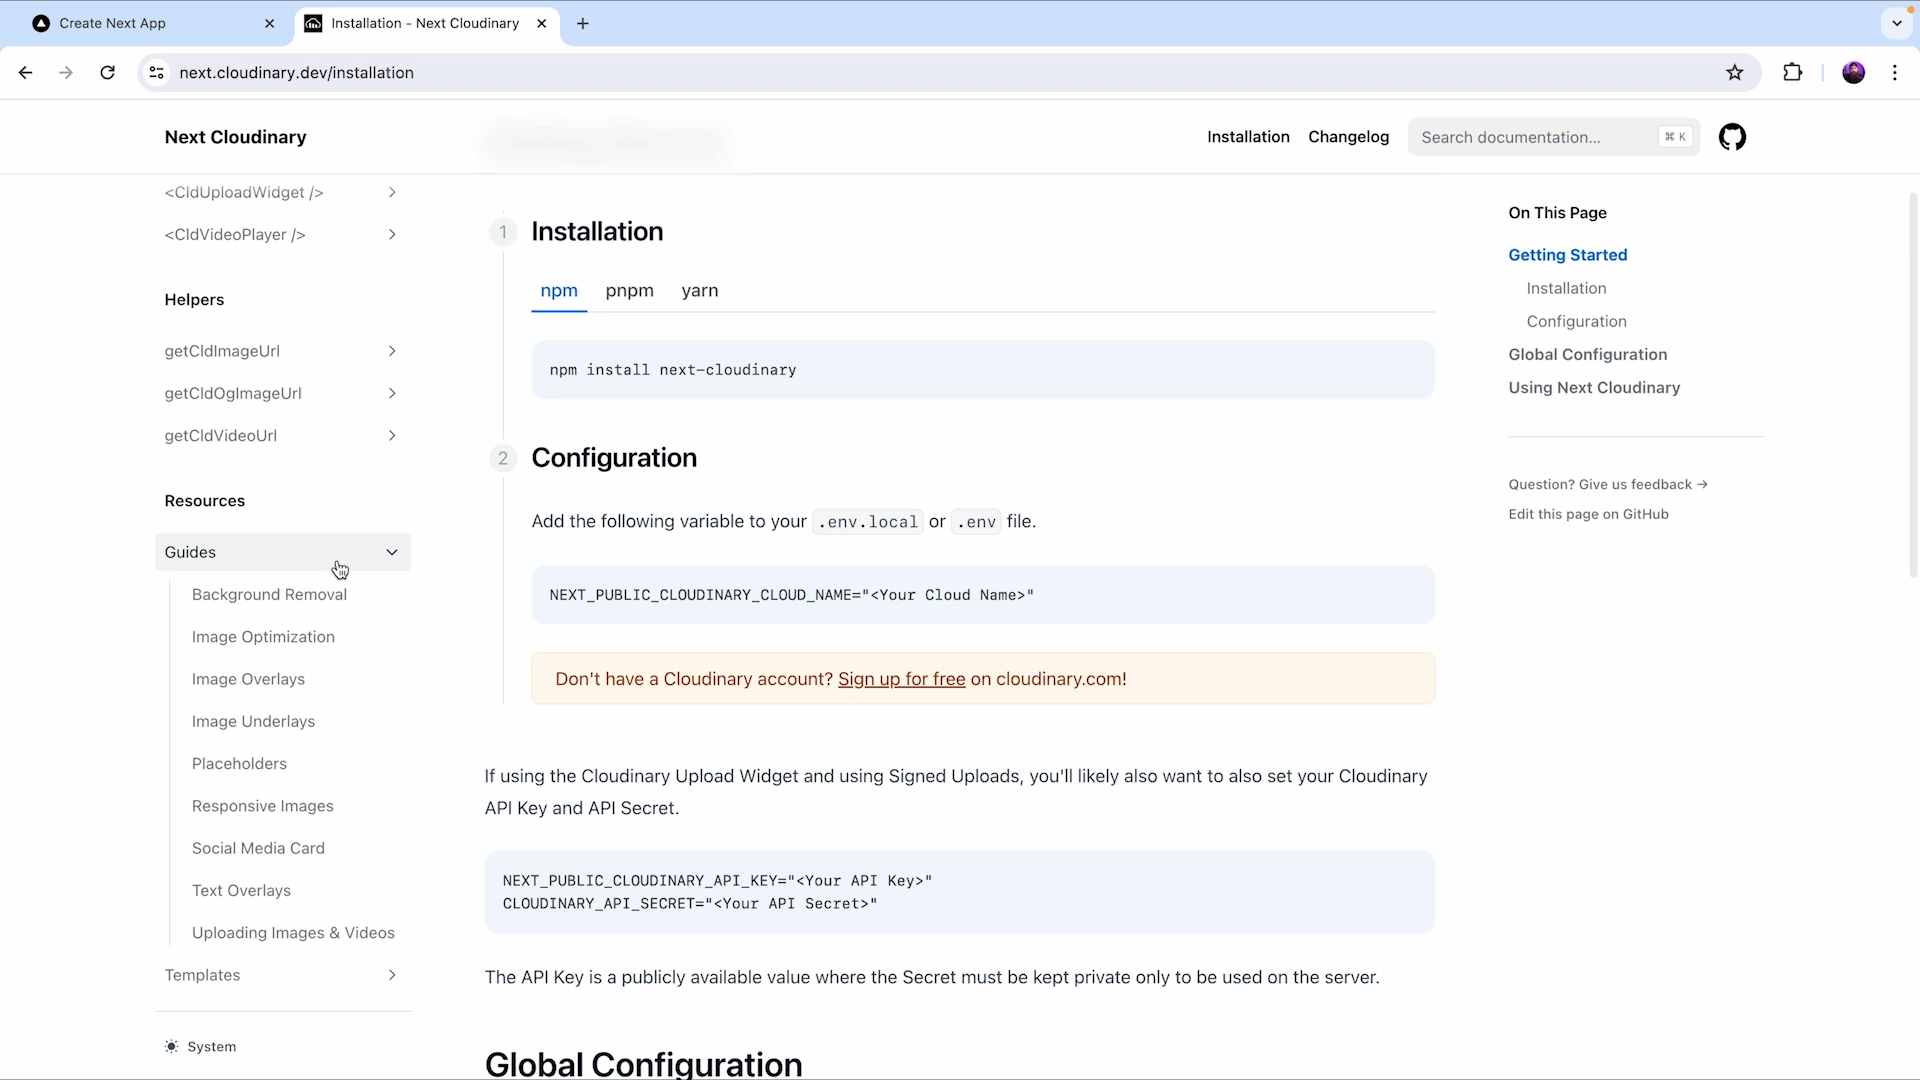 Create Next App
Installation - Next Cloudinary
next.cloudinary.dev/installation
Next Cloudinary
Installation
Changelog
Search documentation...
⌘ K
<CldUploadWidget />
<CldVideoPlayer />
Helpers
getCldImageUrl
getCldOgImageUrl
getCldVideoUrl
Resources
Guides
Background Removal
Image Optimization
Image Overlays
Image Underlays
Placeholders
Responsive Images
Social Media Card
Text Overlays
Uploading Images & Videos
Templates
System
1 Installation
npm pnpm yarn
npm install next-cloudinary
2 Configuration
Add the following variable to your .env.local or .env file.
NEXT_PUBLIC_CLOUDINARY_CLOUD_NAME="<Your Cloud Name>"
Don't have a Cloudinary account? Sign up for free on cloudinary.com!
If using the Cloudinary Upload Widget and using Signed Uploads, you'll likely also want to also set your Cloudinary
API Key and API Secret.
NEXT_PUBLIC_CLOUDINARY_API_KEY="<Your API Key>"
CLOUDINARY_API_SECRET="<Your API Secret>"
The API Key is a publicly available value where the Secret must be kept private only to be used on the server.
Global Configuration
On This Page
Getting Started
Installation
Configuration
Global Configuration
Using Next Cloudinary
Question? Give us feedback →
Edit this page on GitHub